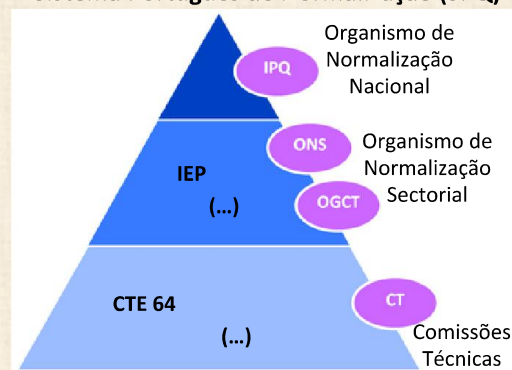 Organismo de
Normalização
Nacional
IPQ
ONS
Organismo de
Normalização
Sectorial
IEP
(...)
OGCT
CTE 64
(...)
CT
Comissões
Técnicas